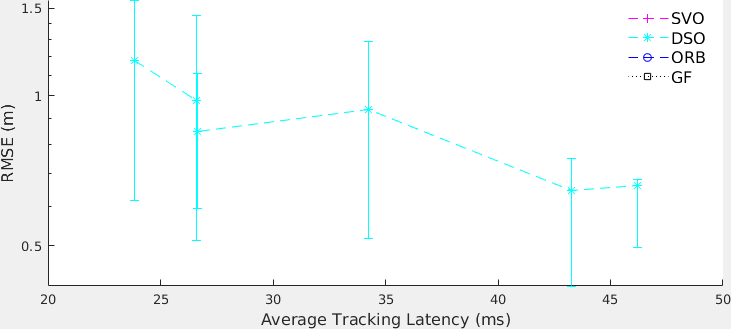 1.5
1
0.5
RMSE (m)
SVO
DSO
ORB
GF
20 25 30 35 40 45 50
Average Tracking Latency (ms)